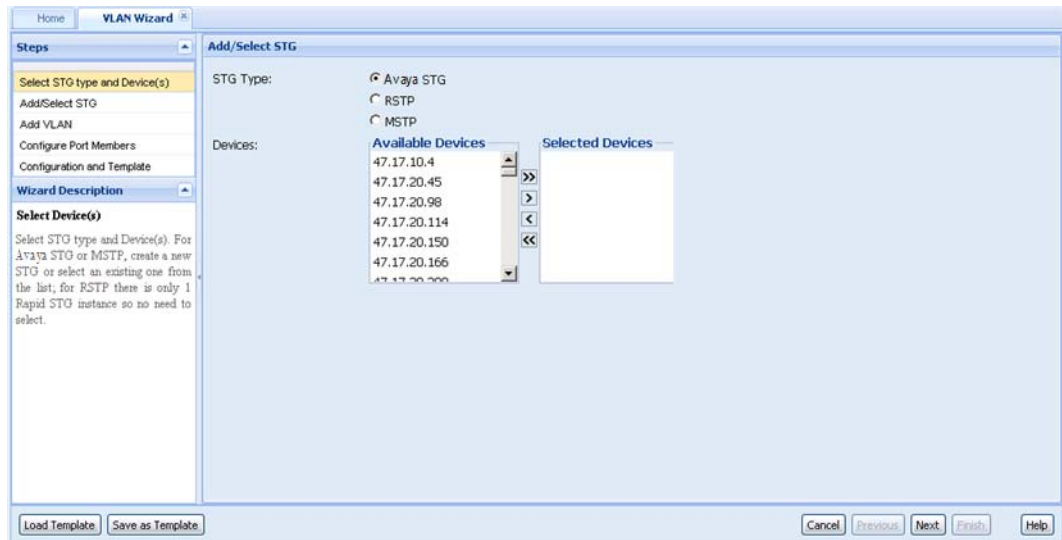 Home
VLAN Wizard
Steps
Select STG type and Device(s)
Add/Select STG
Add VLAN
Configure Port Members
Configuration and Template
Wizard Description
Select Device(s)
Select STG type and Device(s). For
Avaya STG or MSTP, create a new
STG or select an existing one from
the list; for RSTP there is only 1
Rapid STG instance so no need to
select.
Add/Select STG
STG Type:
Avaya STG
RSTP
MSTP
Devices:
Available Devices
47.17.10.4
47.17.20.45
47.17.20.98
47.17.20.114
47.17.20.150
47.17.20.166
>>
>
<
<<
Selected Devices
Load Template
Save as Template
Cancel
Previous
Next
Finish
Help